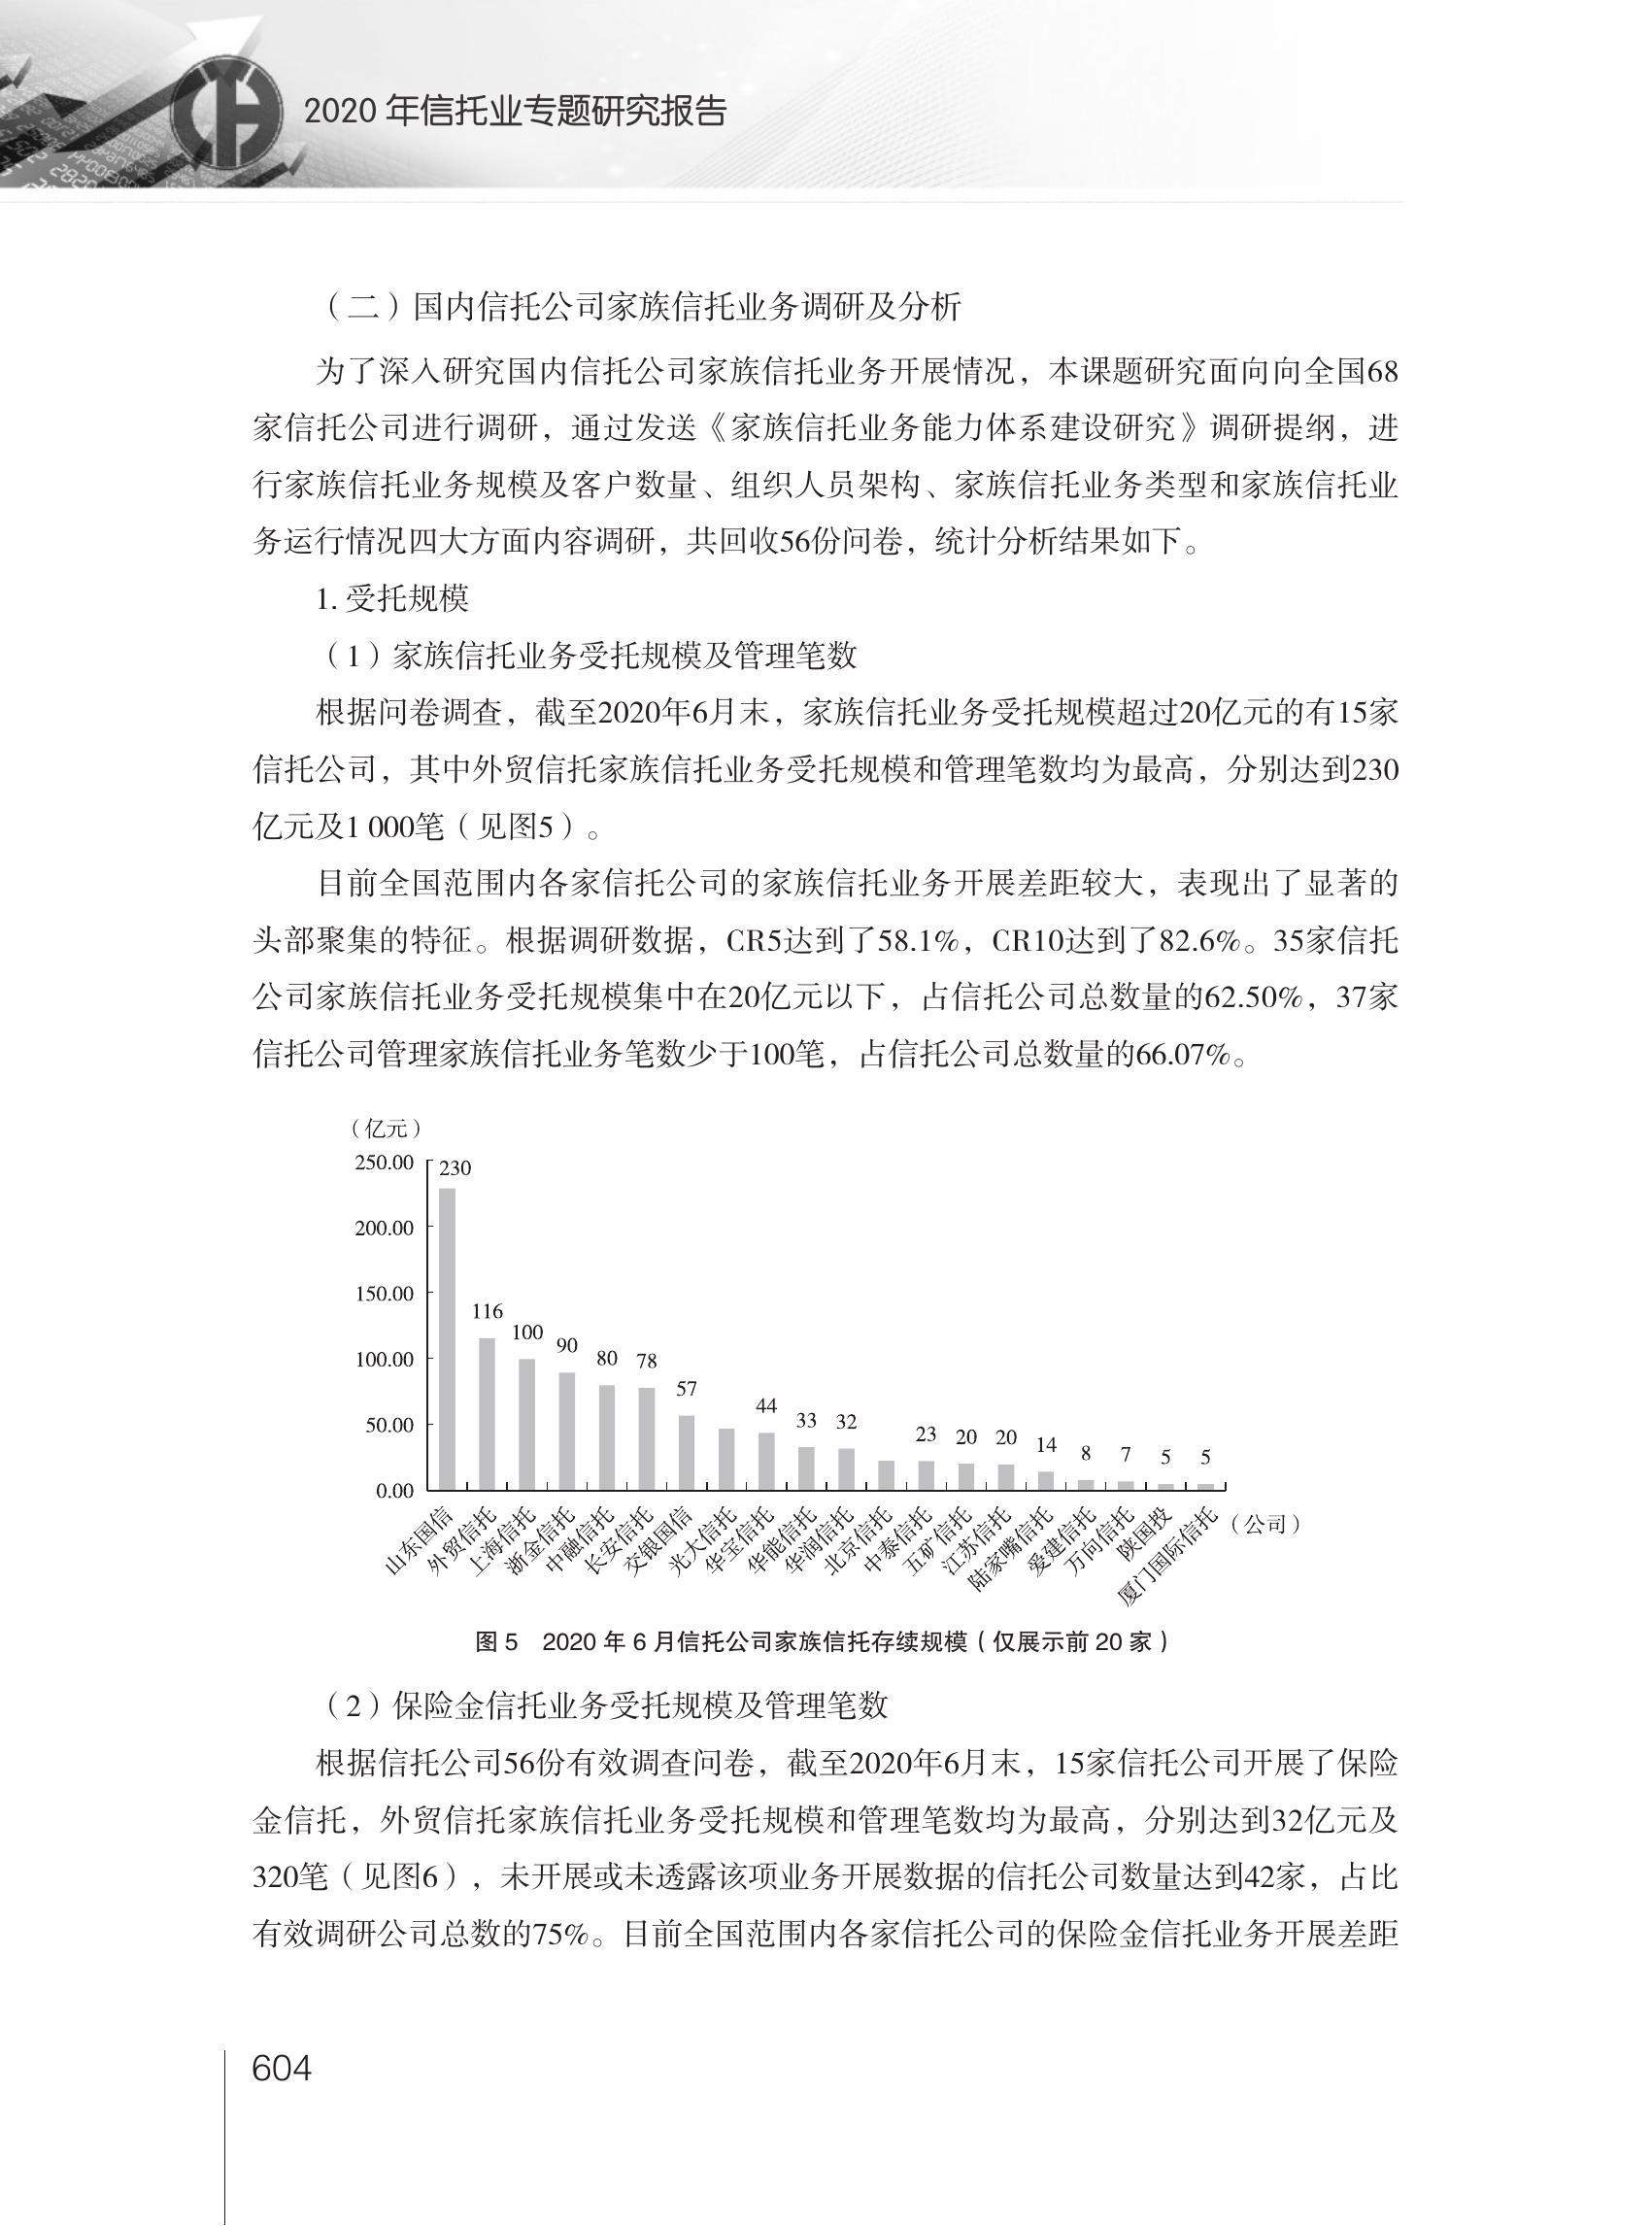 2020 年信托业专题研究报告
（二）国内信托公司家族信托业务调研及分析
为了深入研究国内信托公司家族信托业务开展情况，本课题研究面向向全国68
家信托公司进行调研，通过发送《家族信托业务能力体系建设研究》调研提纲，进
行家族信托业务规模及客户数量、组织人员架构、家族信托业务类型和家族信托业
务运行情况四大方面内容调研，共回收56份问卷，统计分析结果如下。
1. 受托规模
（1）家族信托业务受托规模及管理笔数
根据问卷调查，截至2020年6月末，家族信托业务受托规模超过20亿元的有15家
信托公司，其中外贸信托家族信托业务受托规模和管理笔数均为最高，分别达到230
亿元及1 000笔（见图5）。
目前全国范围内各家信托公司的家族信托业务开展差距较大，表现出了显著的
头部聚集的特征。根据调研数据，CR5达到了58.1%，CR10达到了82.6%。35家信托
公司家族信托业务受托规模集中在20亿元以下，占信托公司总数量的62.50%，37家
信托公司管理家族信托业务笔数少于100笔，占信托公司总数量的66.07%。
（亿元）
250.00
200.00
150.00
100.00
50.00
0.00
230
116
100
90
80
78
57
44
33
32
23
20
20
14
8
7
5
5
山东国信
外贸信托
上海信托
浙金信托
中融信托
长安信托
交银国信
光大信托
华宝信托
华能信托
华润信托
北京信托
中泰信托
五矿信托
江苏信托
陆家嘴信托
爱建信托
万向信托
陕国投
厦门国际信托
（公司）
图 5 2020 年 6 月信托公司家族信托存续规模（仅展示前 20 家）
（2）保险金信托业务受托规模及管理笔数
根据信托公司56份有效调查问卷，截至2020年6月末，15家信托公司开展了保险
金信托，外贸信托家族信托业务受托规模和管理笔数均为最高，分别达到32亿元及
320笔（见图6），未开展或未透露该项业务开展数据的信托公司数量达到42家，占比
有效调研公司总数的75%。目前全国范围内各家信托公司的保险金信托业务开展差距
604